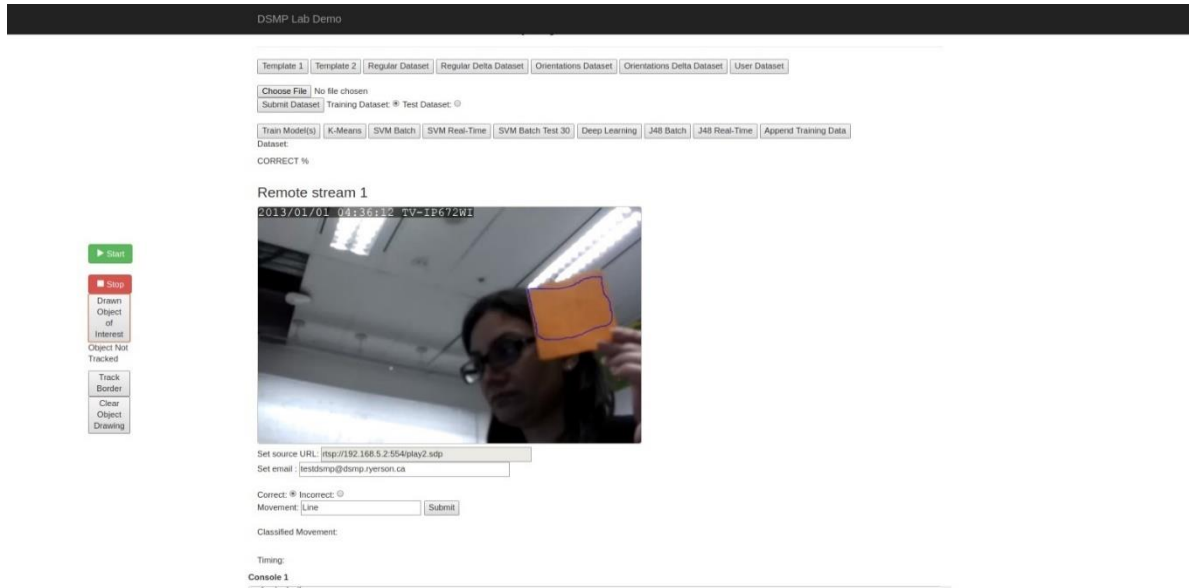 DSMP Lab Demo
Template 1 Template 2 Regular Dataset Regular Delta Dataset Orientations Dataset Orientations Delta Dataset User Dataset
Choose File No file chosen
Submit Dataset Training Dataset: Test Dataset:
Train Model(s) K-Means SVM Batch SVM Real-Time SVM Batch Test 30 Deep Learning J48 Batch J48 Real-Time Append Training Data
Dataset:
CORRECT %
Remote stream 1
2013/01/01 04:36:12 TV-IP672WI
Start
Stop
Drawn
Object
of
Interest
Object Not
Tracked
Track
Border
Clear
Object
Drawing
Set source URL: rtsp://192.168.5.2:554/play2.sdp
Set email : testdsmp@dsmp.ryerson.ca
Correct: Incorrect:
Movement: Line Submit
Classified Movement:
Timing:
Console 1